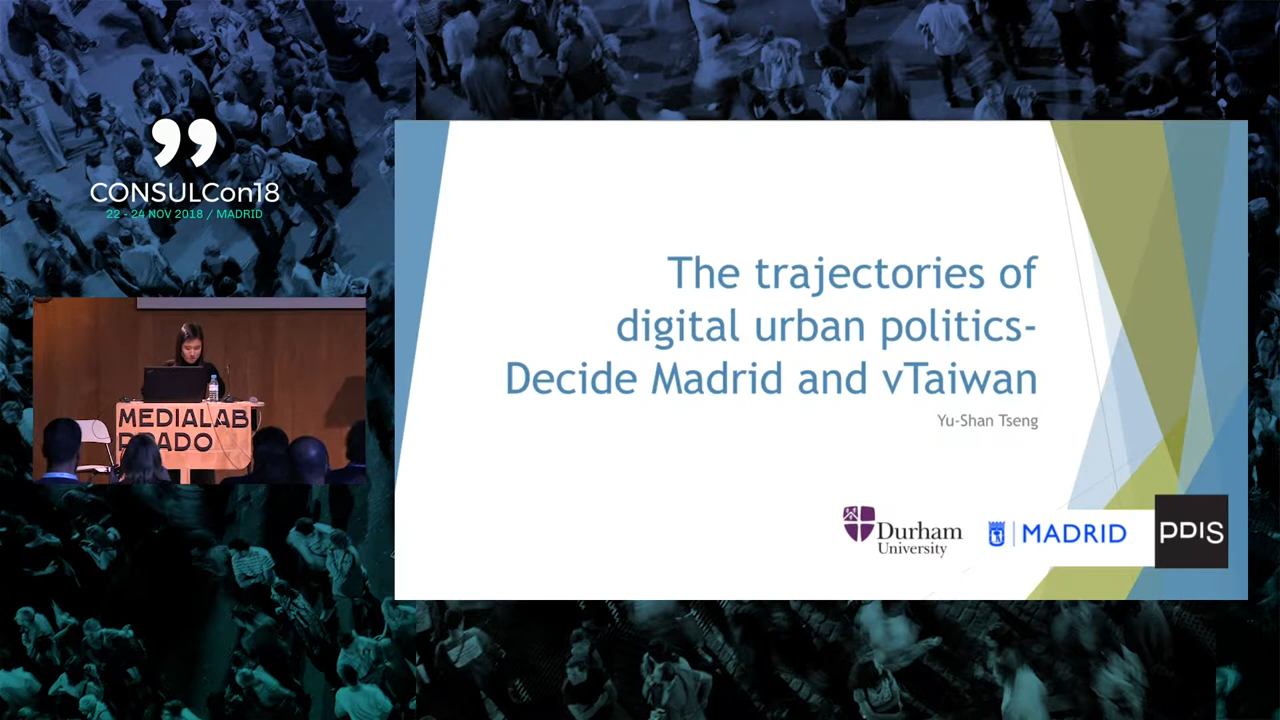 CONSULCon18
22 - 24 NOV 2018 / MADRID
MEDIALAB
PRADO
The trajectories of
digital urban politics-
Decide Madrid and vTaiwan
Yu-Shan Tseng
Durham
University
MADRID
PDIS